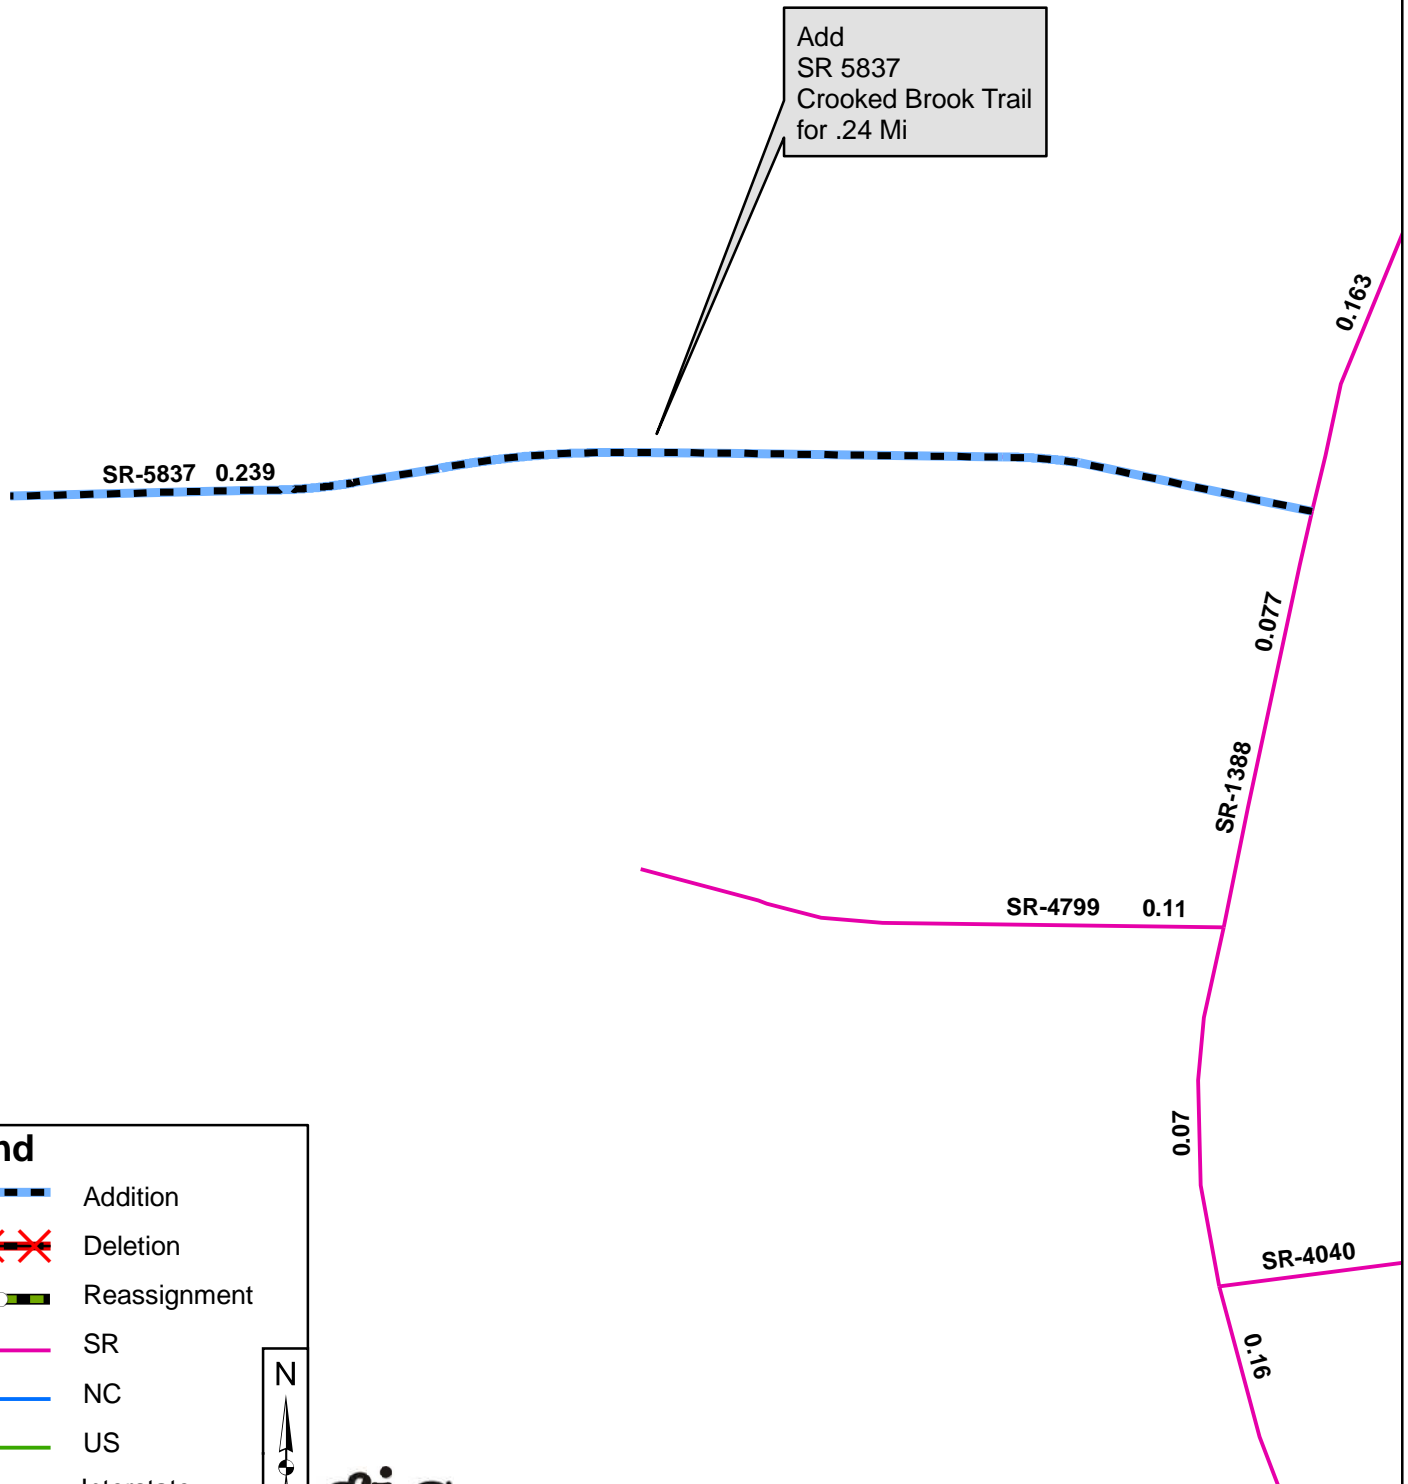 Add
SR 5837
Crooked Brook Trail
for .24 Mi
0.163
SR-5837 0.239
0.077
SR-1388
SR-4799 0.11
0.07
SR-4040
0.16
nd
Addition
Deletion
Reassignment
SR
NC
US
N